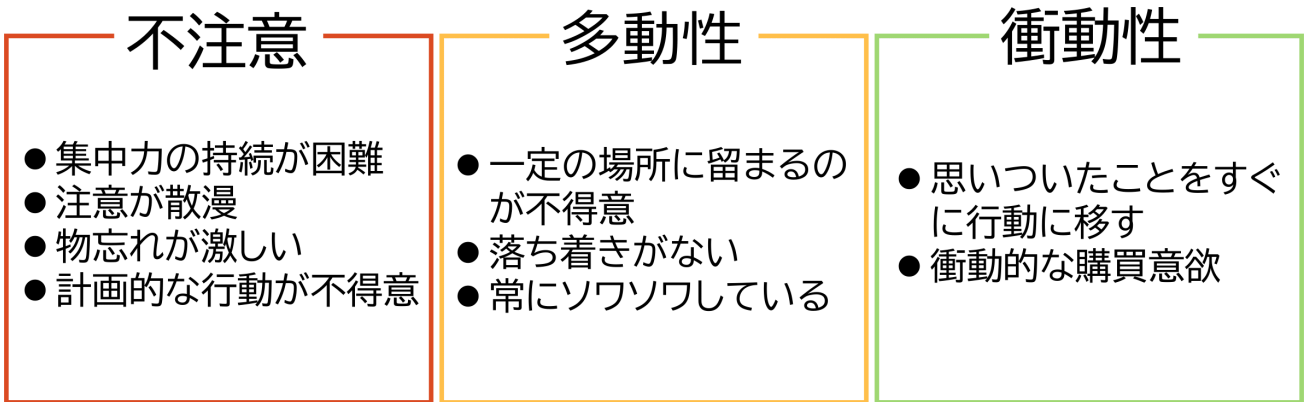 不注意
● 集中力の持続が困難
● 注意が散漫
● 物忘れが激しい
● 計画的な行動が不得意
多動性
● 一定の場所に留まるの
が不得意
● 落ち着きがない
● 常にソワソワしている
衝動性
● 思いついたことをすぐ
に行動に移す
● 衝動的な購買意欲